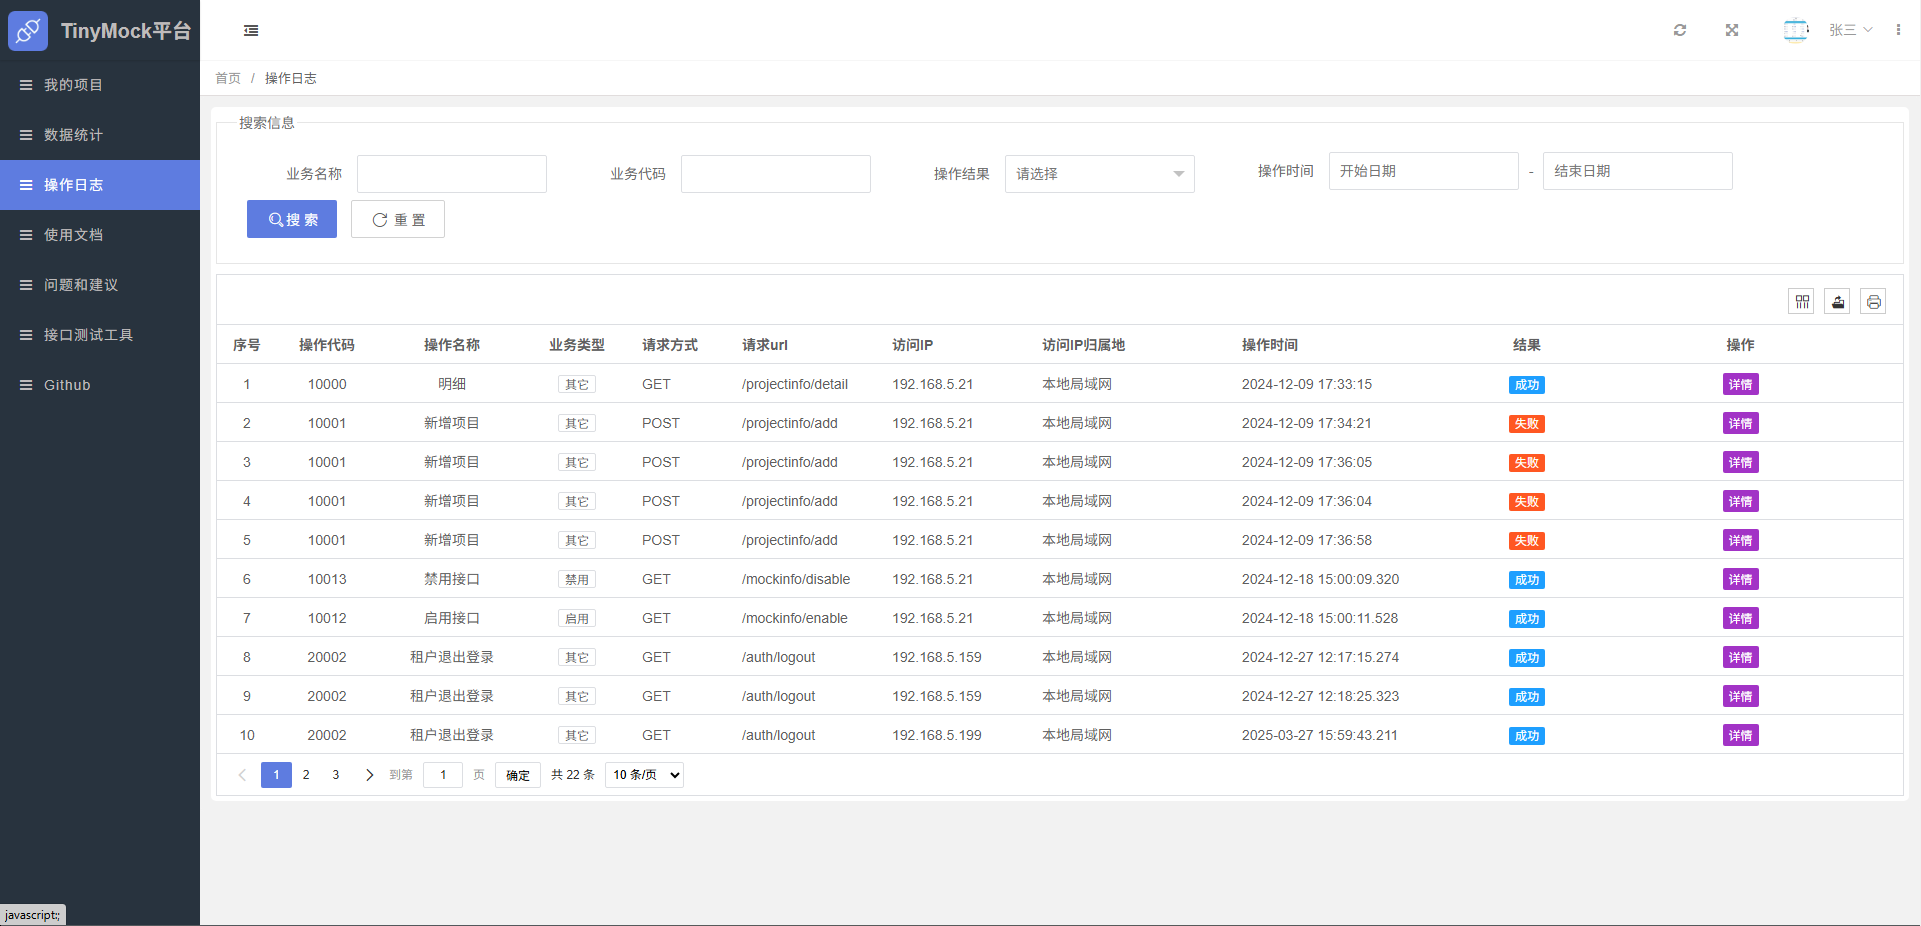 TinyMock平台
张三
我的项目
数据统计
操作日志
使用文档
问题和建议
接口测试工具
Github
首页 / 操作日志
搜索信息
业务名称 业务代码 操作结果 请选择 操作时间 开始日期 - 结束日期
搜 索 重 置
序号 操作代码 操作名称 业务类型 请求方式 请求url 访问IP 访问IP归属地 操作时间 结果 操作
1 10000 明细 其它 GET /projectinfo/detail 192.168.5.21 本地局域网 2024-12-09 17:33:15 成功 详情
2 10001 新增项目 其它 POST /projectinfo/add 192.168.5.21 本地局域网 2024-12-09 17:34:21 失败 详情
3 10001 新增项目 其它 POST /projectinfo/add 192.168.5.21 本地局域网 2024-12-09 17:36:05 失败 详情
4 10001 新增项目 其它 POST /projectinfo/add 192.168.5.21 本地局域网 2024-12-09 17:36:04 失败 详情
5 10001 新增项目 其它 POST /projectinfo/add 192.168.5.21 本地局域网 2024-12-09 17:36:58 失败 详情
6 10013 禁用接口 禁用 GET /mockinfo/disable 192.168.5.21 本地局域网 2024-12-18 15:00:09.320 成功 详情
7 10012 启用接口 启用 GET /mockinfo/enable 192.168.5.21 本地局域网 2024-12-18 15:00:11.528 成功 详情
8 20002 租户退出登录 其它 GET /auth/logout 192.168.5.159 本地局域网 2024-12-27 12:17:15.274 成功 详情
9 20002 租户退出登录 其它 GET /auth/logout 192.168.5.159 本地局域网 2024-12-27 12:18:25.323 成功 详情
10 20002 租户退出登录 其它 GET /auth/logout 192.168.5.199 本地局域网 2025-03-27 15:59:43.211 成功 详情
1 2 3 到第 1 页 确定 共 22 条 10 条/页
javascript:;